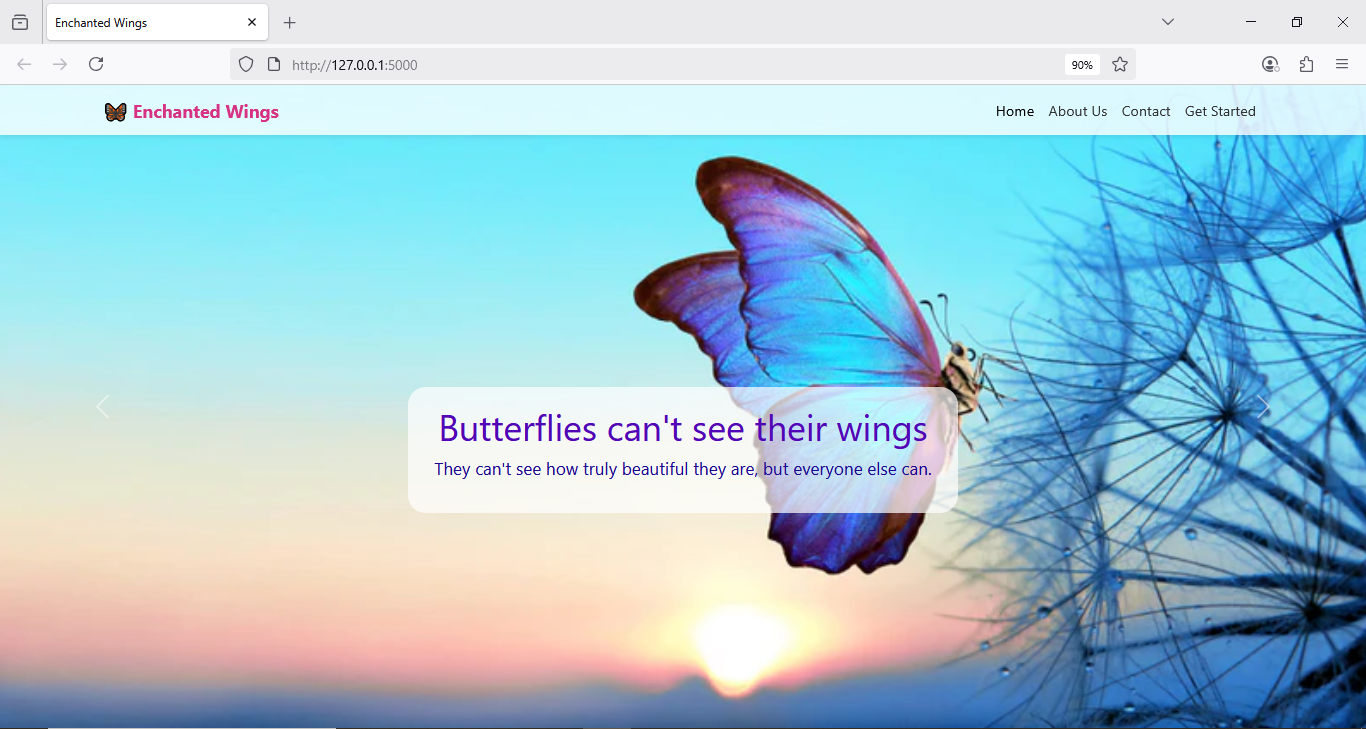 Enchanted Wings
http://127.0.0.1:5000
90%
Enchanted Wings
Home About Us Contact Get Started
Butterflies can't see their wings
They can't see how truly beautiful they are, but everyone else can.